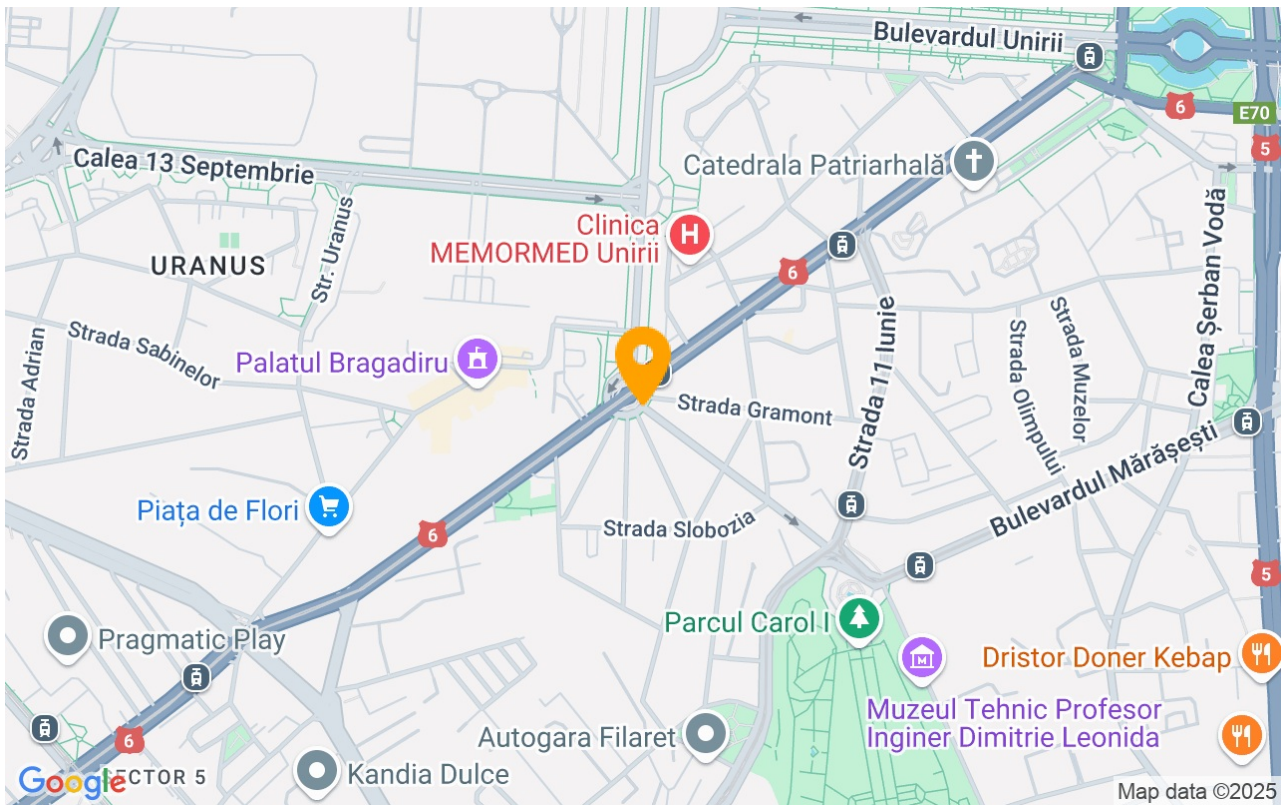 Bulevardul Unirii
6
E70
5
Calea 13 Septembrie
Catedrala Patriarhală
Clinica
MEMORMED Unirii
H
URANUS
Str. Uranus
6
Calea Șerban Vodă
Strada 11 Iunie
Strada Muzelor
Strada Olimpului
Strada Adrian
Strada Sabinelor
Palatul Bragadiru
Strada Gramont
Bulevardul Mărășești
Piața de Flori
6
Strada Slobozia
5
Parcul Carol I
Pragmatic Play
Dristor Doner Kebap
M
Muzeul Tehnic Profesor
Inginer Dimitrie Leonida
Autogara Filaret
6
Kandia Dulce
Google
SECTOR 5
Map data ©2025